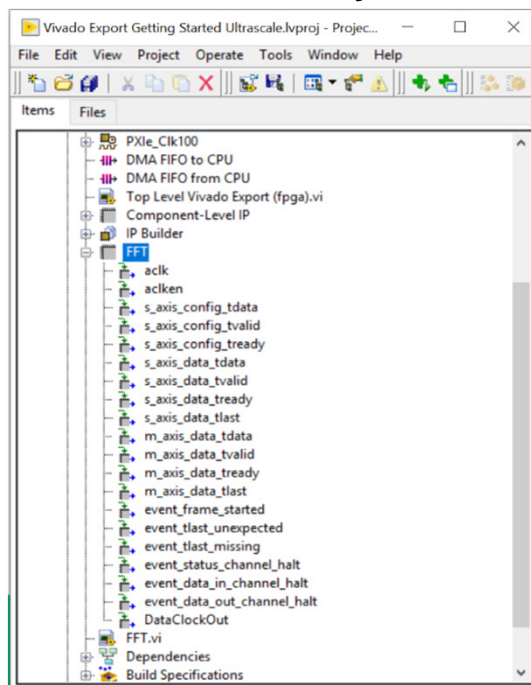 Vivado Export Getting Started Ultrascale.lvproj - Projec...
File Edit View Project Operate Tools Window Help
Items Files
PXIe_Clk100
DMA FIFO to CPU
DMA FIFO from CPU
Top Level Vivado Export (fpga).vi
Component-Level IP
IP Builder
FFT
aclk
aclken
s_axis_config_tdata
s_axis_config_tvalid
s_axis_config_tready
s_axis_data_tdata
s_axis_data_tvalid
s_axis_data_tready
s_axis_data_tlast
m_axis_data_tdata
m_axis_data_tvalid
m_axis_data_tready
m_axis_data_tlast
event_frame_started
event_tlast_unexpected
event_tlast_missing
event_status_channel_halt
event_data_in_channel_halt
event_data_out_channel_halt
DataClockOut
FFT.vi
Dependencies
Build Specifications